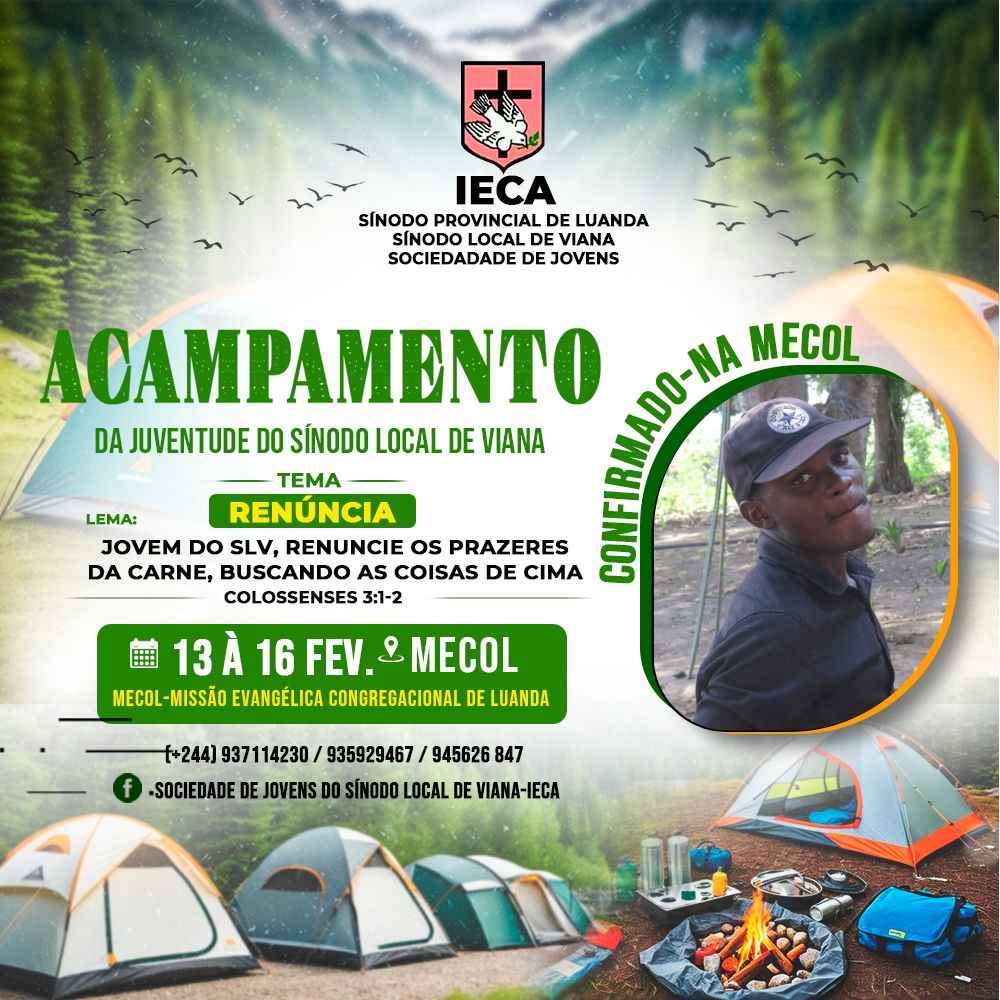 IECA
SÍNODO PROVINCIAL DE LUANDA
SÍNODO LOCAL DE VIANA
SOCIEDADADE DE JOVENS
ACAMPAMENTO
DA JUVENTUDE DO SÍNODO LOCAL DE VIANA
TEMA
RENÚNCIA
LEMA:
JOVEM DO SLV, RENUNCIE OS PRAZERES
DA CARNE, BUSCANDO AS COISAS DE CIMA
COLOSSENSES 3:1-2
CONFIRMADO-NA MECOL
13 À 16 FEV. MECOL
MECOL-MISSÃO EVANGÉLICA CONGREGACIONAL DE LUANDA
(+244) 937114230 / 935929467 / 945626 847
-SOCIEDADE DE JOVENS DO SÍNODO LOCAL DE VIANA-IECA